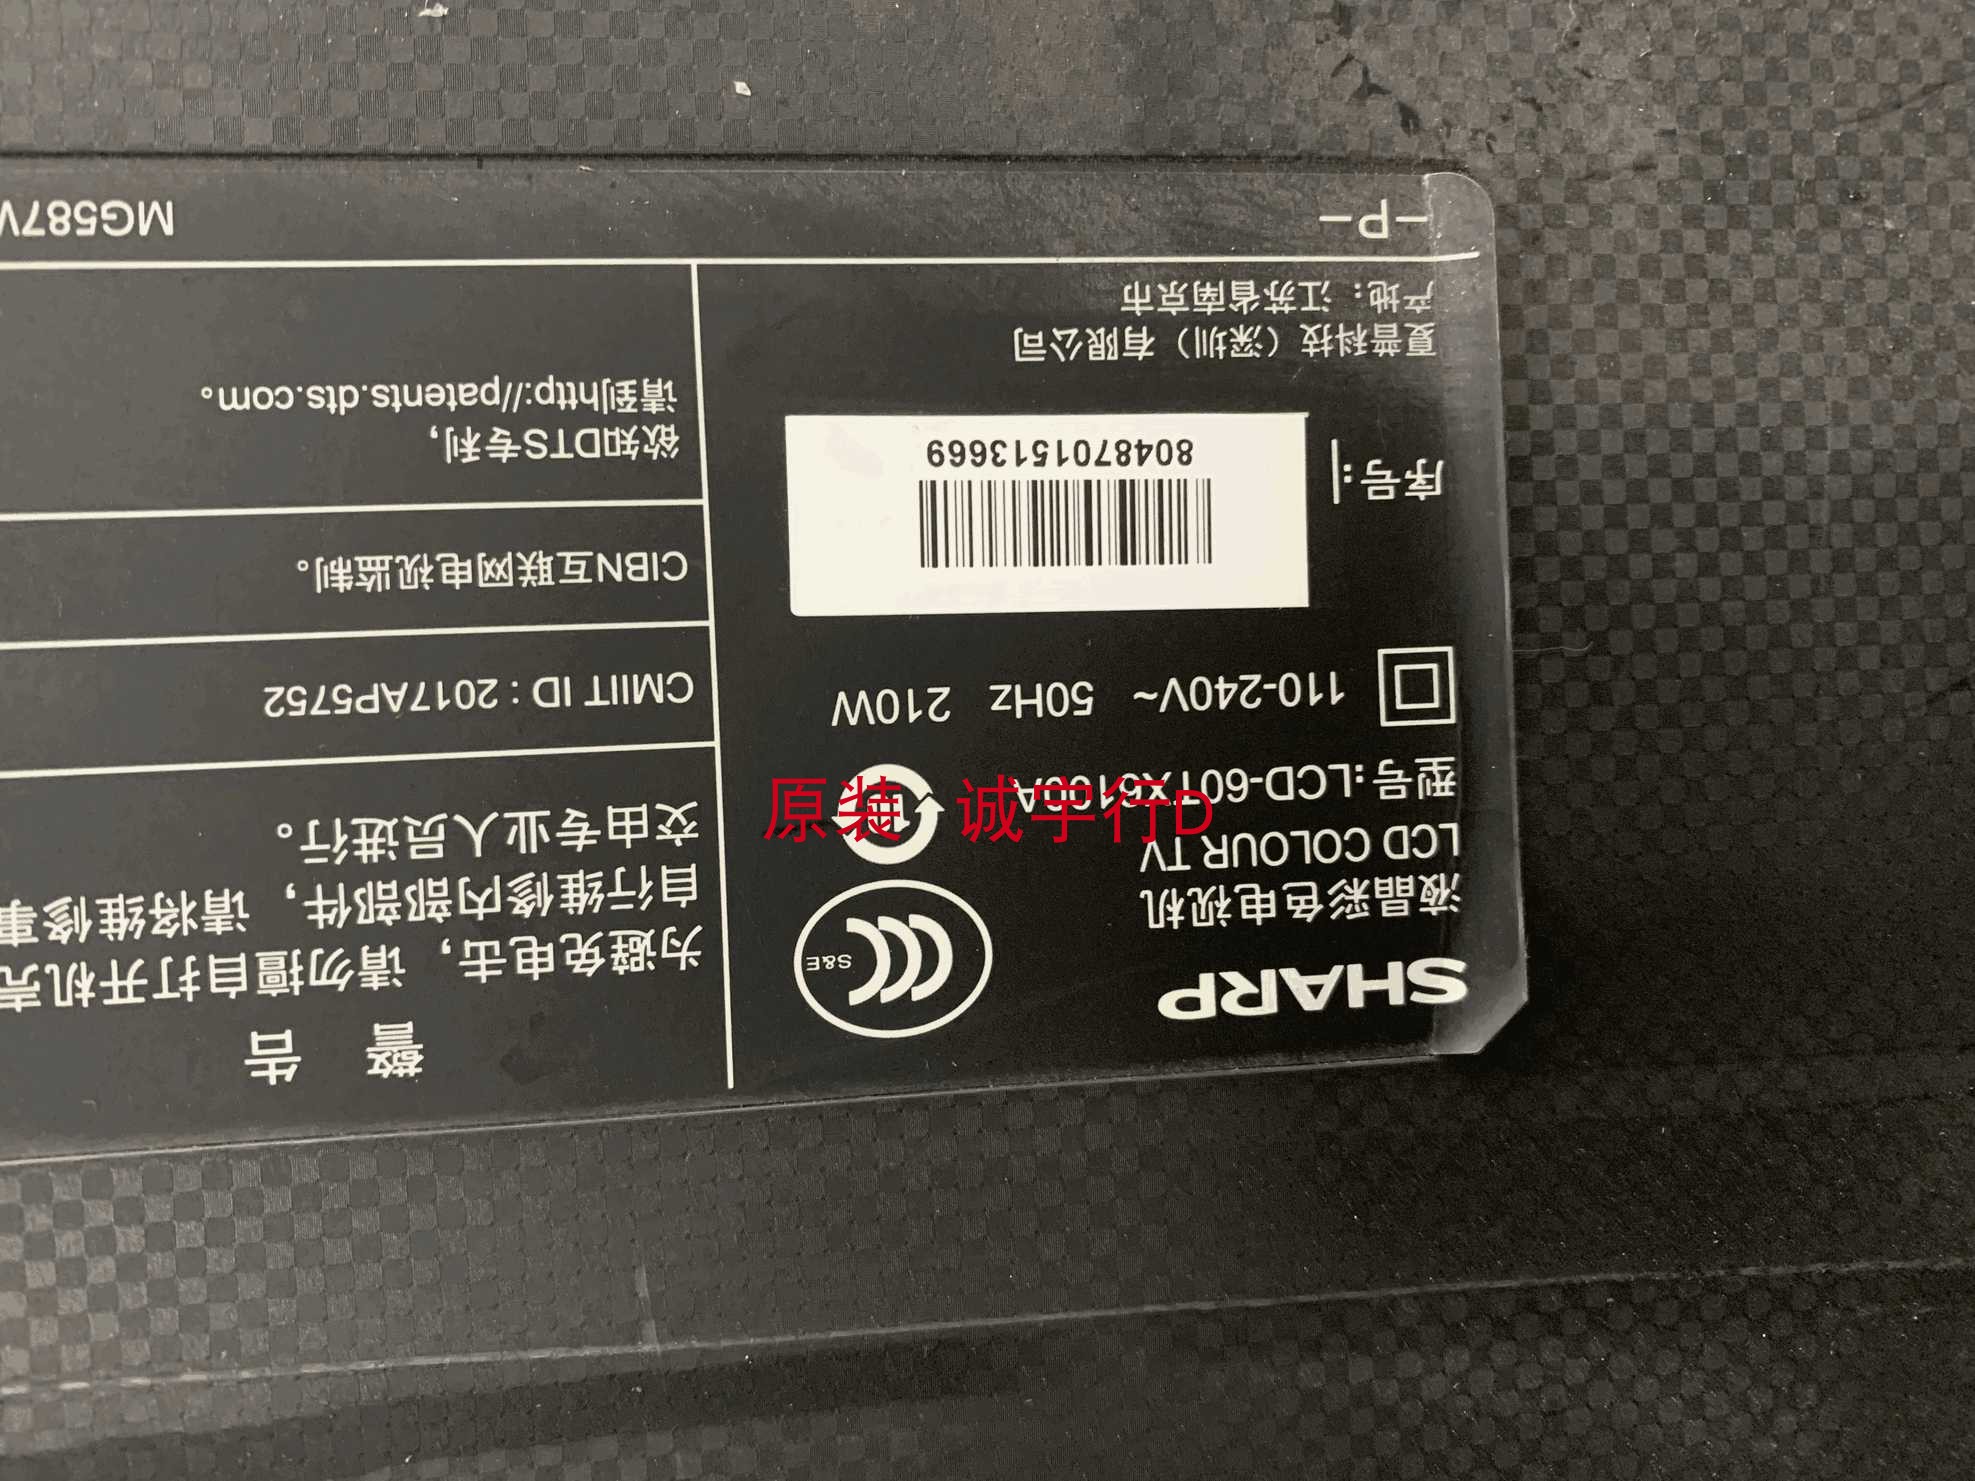 SHARP
液晶彩色电视机
LCD COLOUR TV
型号:LCD-60TX6100A
110-240V~ 50Hz 210W
S&E
序号:
8048701513669
夏普科技（深圳）有限公司
产地：江苏省南京市
-P-
警 告
为避免电击，请勿擅自打开机壳
自行维修内部部件，请将维修事
交由专业人员进行。
CMIIT ID : 2017AP5752
CIBN互联网电视监制。
欲知DTS专利，
请到http://patents.dts.com。
MG587V
原装 诚宇行D